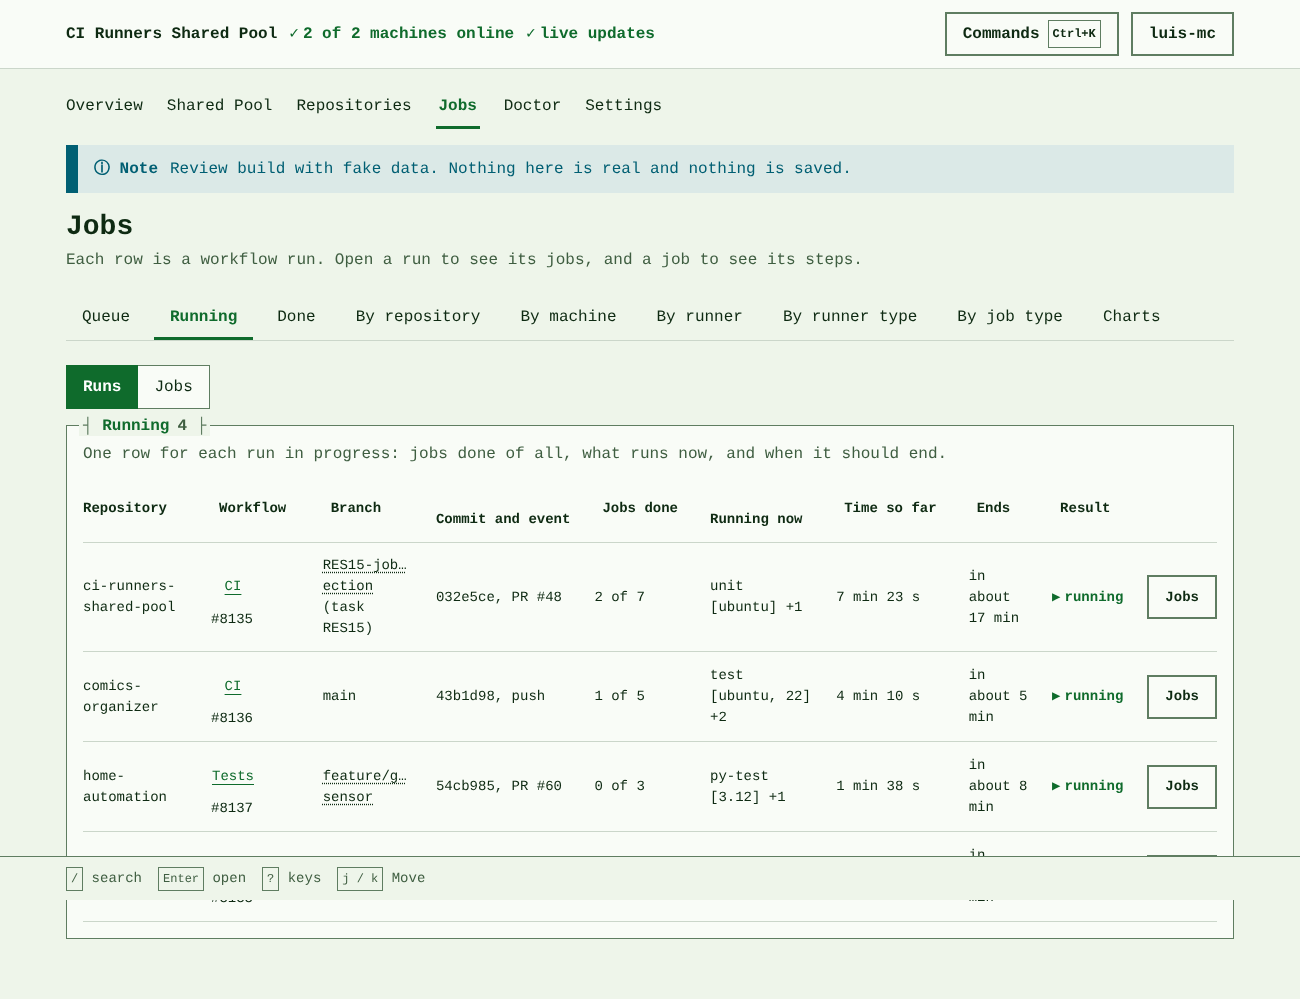 CI Runners Shared Pool ✓ 2 of 2 machines online ✓ live updates Commands Ctrl+K luis-mc
Overview Shared Pool Repositories Jobs Doctor Settings
ⓘ Note Review build with fake data. Nothing here is real and nothing is saved.
Jobs
Each row is a workflow run. Open a run to see its jobs, and a job to see its steps.
Queue Running Done By repository By machine By runner By runner type By job type Charts
Runs Jobs
Running 4
One row for each run in progress: jobs done of all, what runs now, and when it should end.
Repository Workflow Branch Commit and event Jobs done Running now Time so far Ends Result
ci-runners-
shared-pool
CI
#8135
RES15-job…
ection
(task
RES15)
032e5ce, PR #48
2 of 7
unit
[ubuntu] +1
7 min 23 s
in
about
17 min
▶ running
Jobs
comics-
organizer
CI
#8136
main
43b1d98, push
1 of 5
test
[ubuntu, 22]
+2
4 min 10 s
in
about 5
min
▶ running
Jobs
home-
automation
Tests
#8137
feature/g…
sensor
54cb985, PR #60
0 of 3
py-test
[3.12] +1
1 min 38 s
in
about 8
min
▶ running
Jobs
in
/ search Enter open ? keys j / k Move